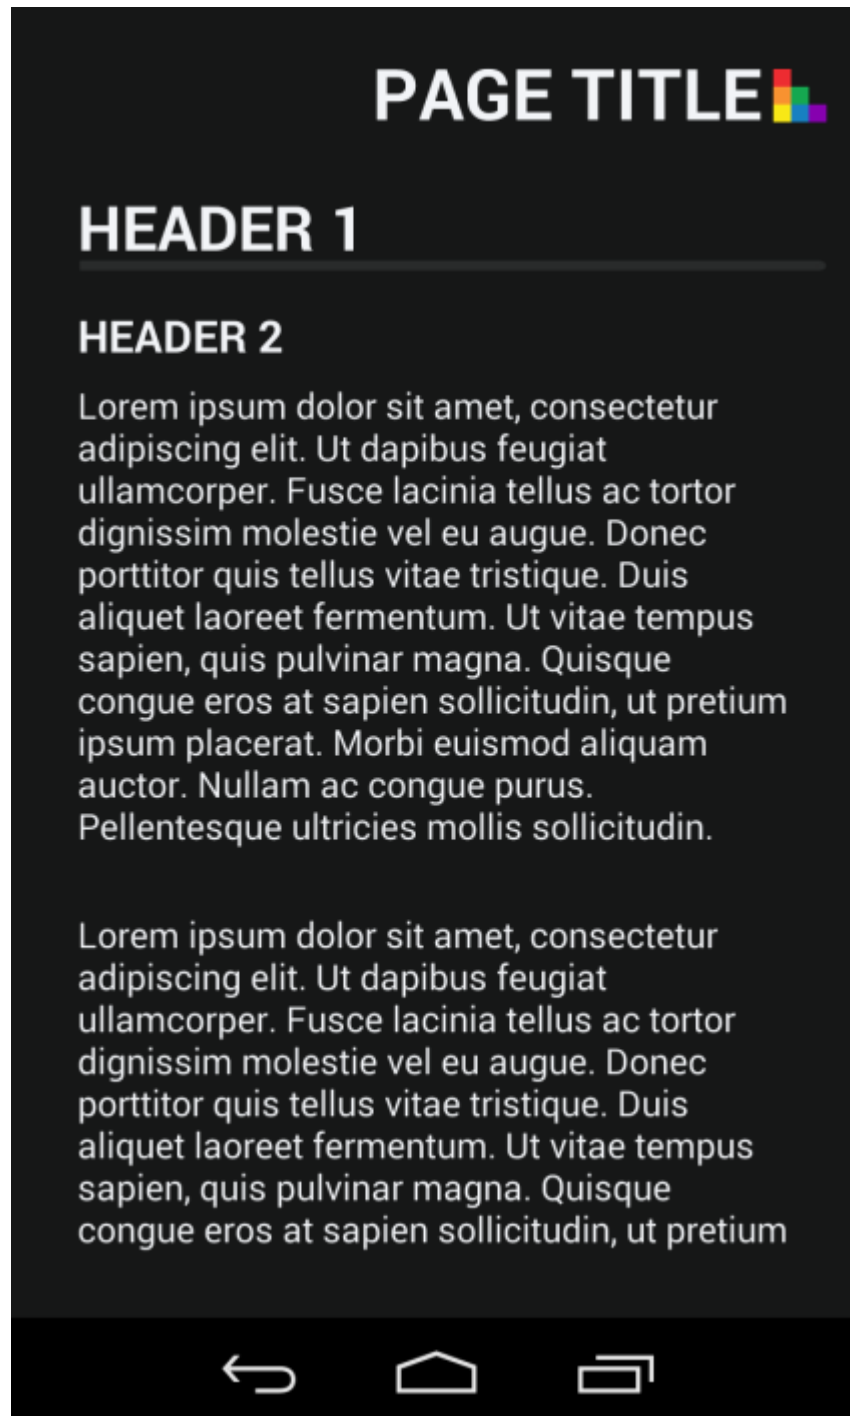 PAGE TITLE
HEADER 1
HEADER 2
Lorem ipsum dolor sit amet, consectetur
adipiscing elit. Ut dapibus feugiat
ullamcorper. Fusce lacinia tellus ac tortor
dignissim molestie vel eu augue. Donec
porttitor quis tellus vitae tristique. Duis
aliquet laoreet fermentum. Ut vitae tempus
sapien, quis pulvinar magna. Quisque
congue eros at sapien sollicitudin, ut pretium
ipsum placerat. Morbi euismod aliquam
auctor. Nullam ac congue purus.
Pellentesque ultricies mollis sollicitudin.
Lorem ipsum dolor sit amet, consectetur
adipiscing elit. Ut dapibus feugiat
ullamcorper. Fusce lacinia tellus ac tortor
dignissim molestie vel eu augue. Donec
porttitor quis tellus vitae tristique. Duis
aliquet laoreet fermentum. Ut vitae tempus
sapien, quis pulvinar magna. Quisque
congue eros at sapien sollicitudin, ut pretium